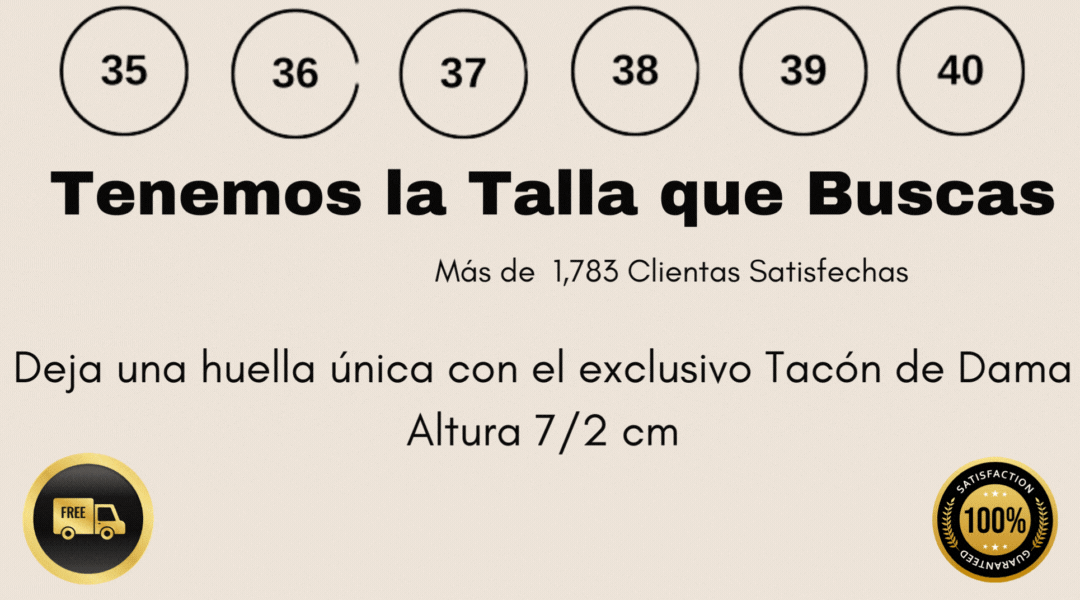 35 36 37 38 39 40
Tenemos la Talla que Buscas
Más de 1,783 Clientas Satisfechas
Deja una huella única con el exclusivo Tacón de Dama
Altura 7/2 cm
FREE
SATISFACTION
100%
GUARANTEED